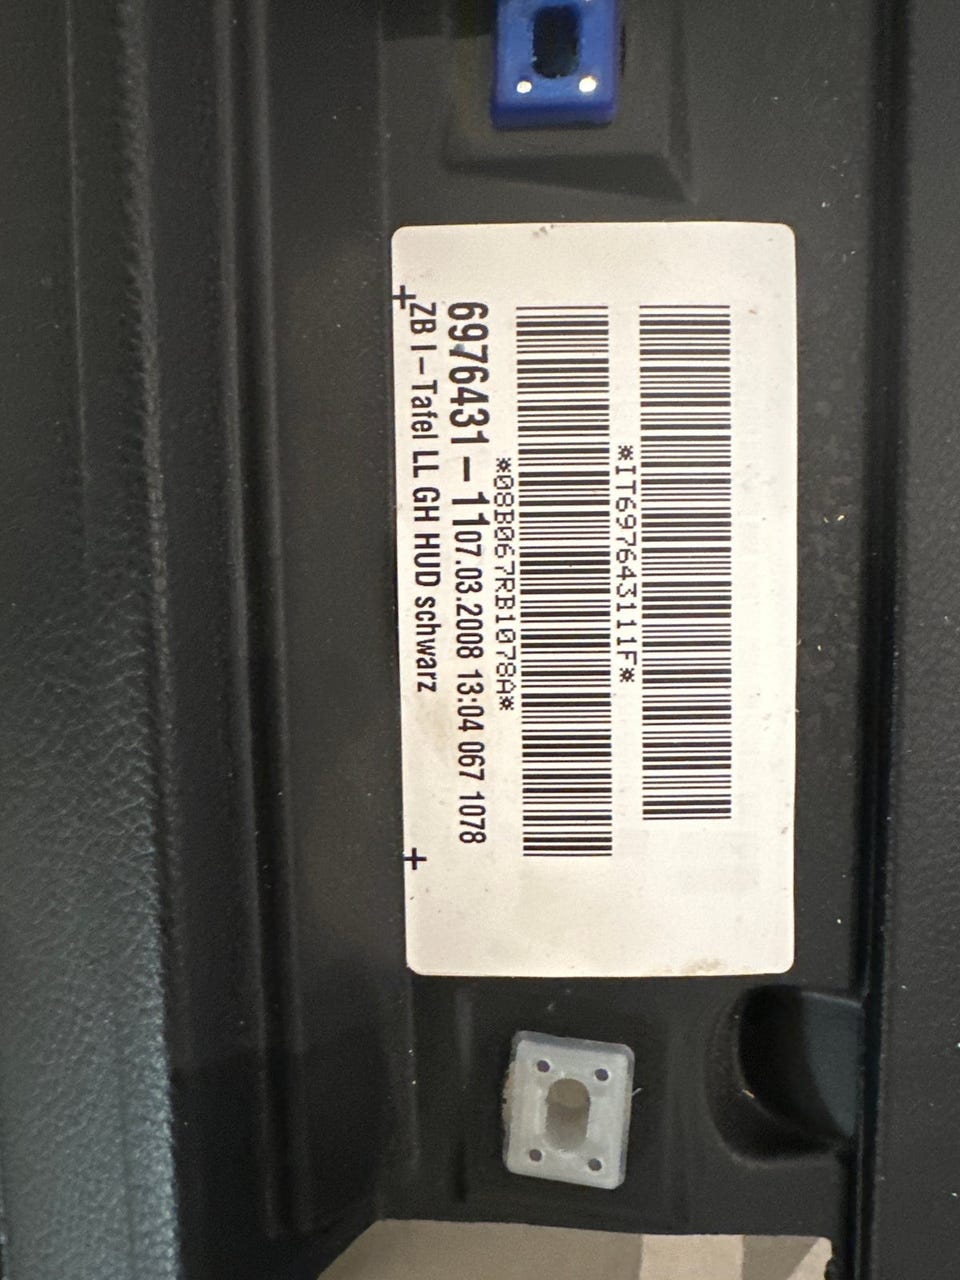 *IT697643111F*
*08B067RB1078A*
6976431-11 07.03.2008 13:04 067 1078
ZB I-Tafel LL GH HUD schwarz